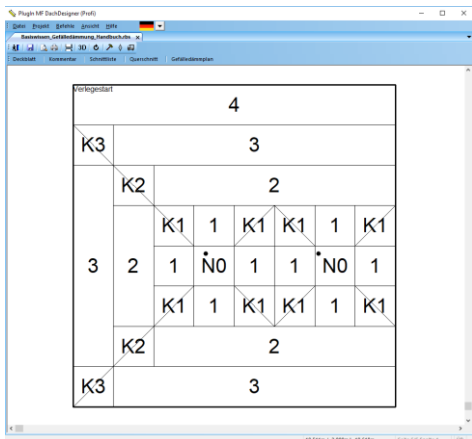 PlugIn MF DachDesigner (Profi)
Datei Projekt Befehle Ansicht Hilfe
Basiswissen_Gefälledämmung_Handbuch.rbs x
3D
Deckblatt Kommentar Schnittliste Querschnitt Gefälledämmplan
Verlegestart
4
K3 3
K2 2
K1 1 K1 K1 1 K1
3 2 1 N0 1 1 N0 1
K1 1 K1 K1 1 K1
K2 2
K3 3